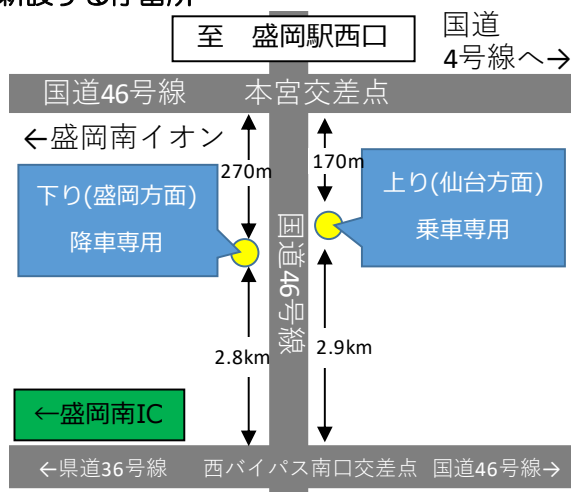 新設する停留所
至　盛岡駅西口
国道
4号線へ→
国道46号線
本宮交差点
←盛岡南イオン
270m
170m
下り(盛岡方面)
降車専用
上り(仙台方面)
乗車専用
国道46号線
2.8km
2.9km
←盛岡南IC
←県道36号線
西バイパス南口交差点
国道46号線→